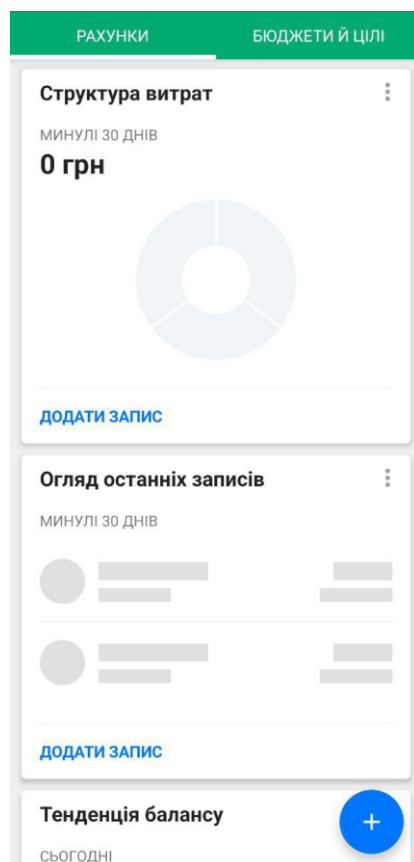 РАХУНКИ
БЮДЖЕТИ Й ЦІЛІ
Структура витрат
МИНУЛІ 30 ДНІВ
0 грн
ДОДАТИ ЗАПИС
Огляд останніх записів
МИНУЛІ 30 ДНІВ
ДОДАТИ ЗАПИС
Тенденція балансу
+
СЬОГОДНІ